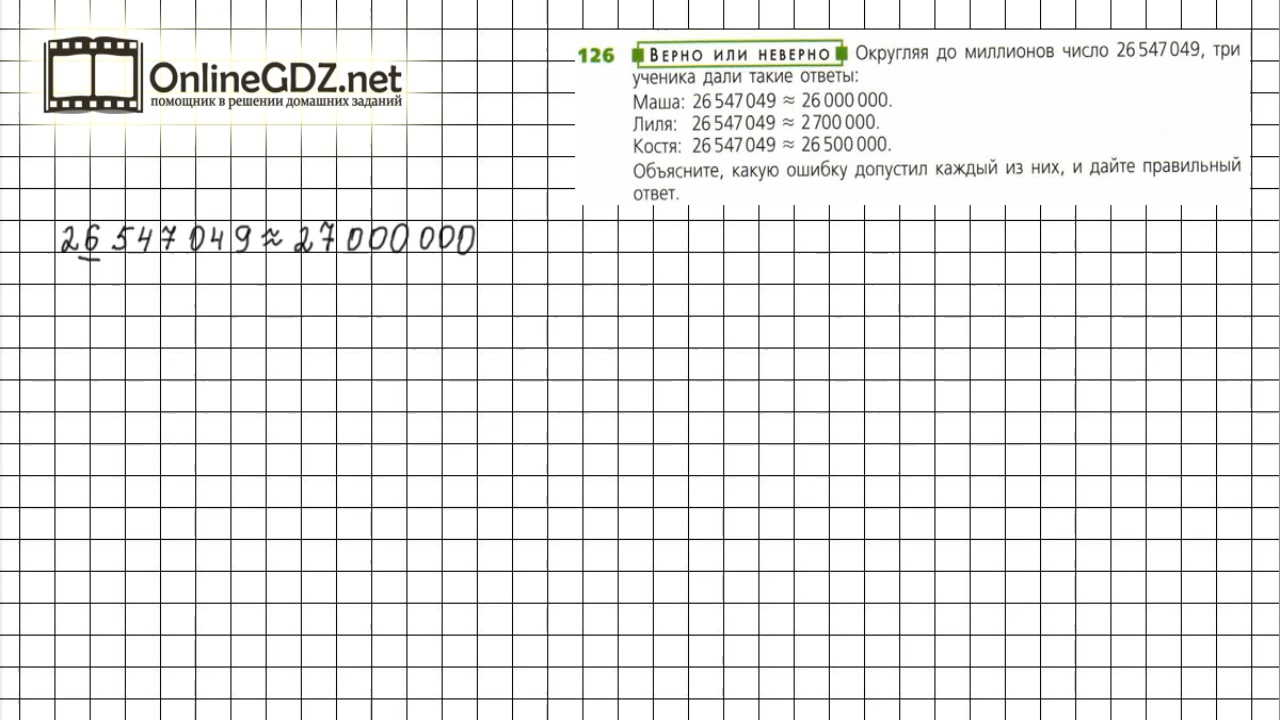 OnlineGDZ.net
помощник в решении домашних заданий
126 Верно или неверно Округляя до миллионов число 26 547 049, три
ученика дали такие ответы:
Маша: 26 547 049 ≈ 26 000 000.
Лиля: 26 547 049 ≈ 2 700 000.
Костя: 26 547 049 ≈ 26 500 000.
Объясните, какую ошибку допустил каждый из них, и дайте правильный
ответ.
26 547 049 ≈ 27 000 000